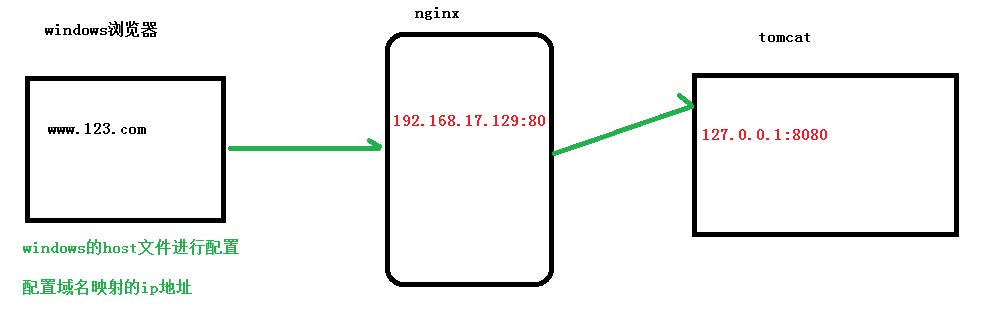 windows浏览器
www.123.com
windows的host文件进行配置
配置域名映射的ip地址
nginx
192.168.17.129:80
tomcat
127.0.0.1:8080